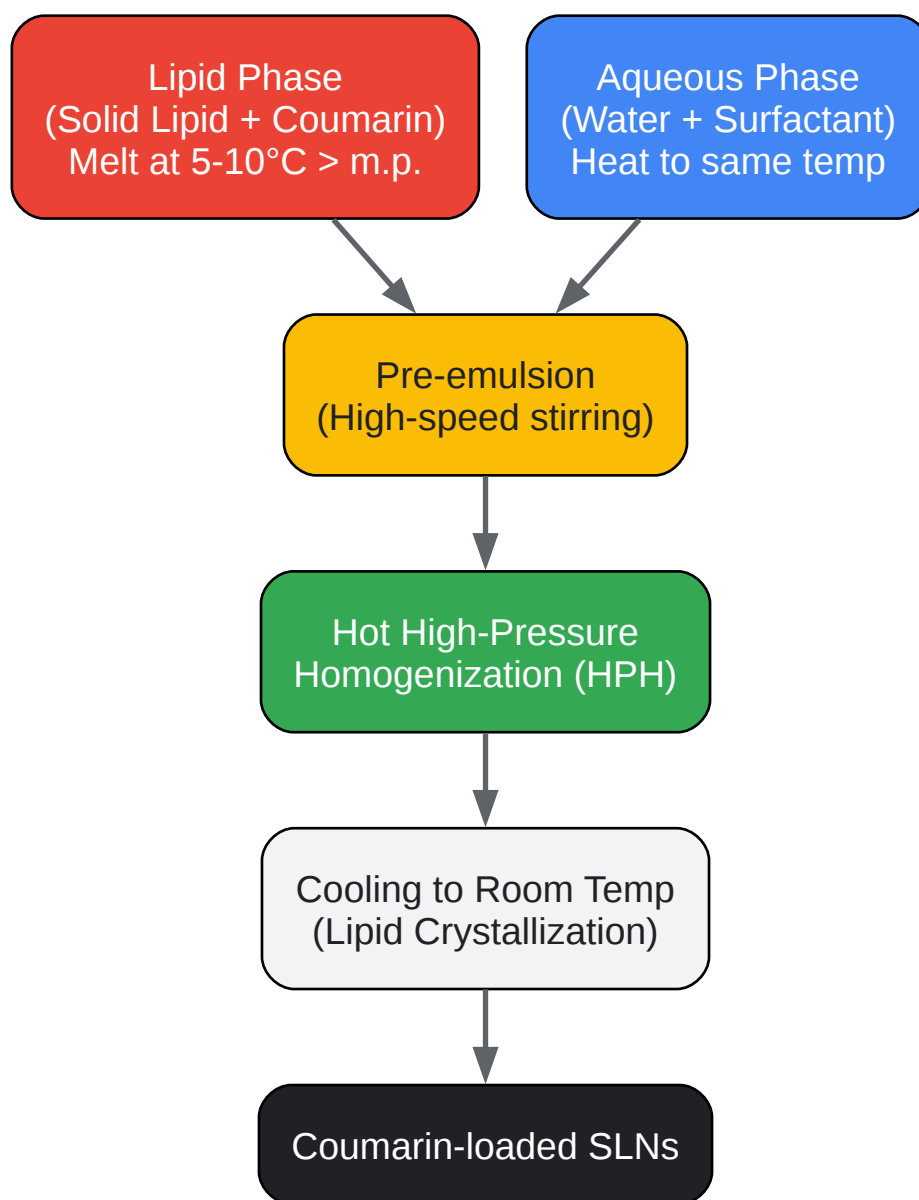 Lipid Phase
(Solid Lipid + Coumarin)
Melt at 5-10°C > m.p.
Aqueous Phase
(Water + Surfactant)
Heat to same temp
Pre-emulsion
(High-speed stirring)
Hot High-Pressure
Homogenization (HPH)
Cooling to Room Temp
(Lipid Crystallization)
Coumarin-loaded SLNs